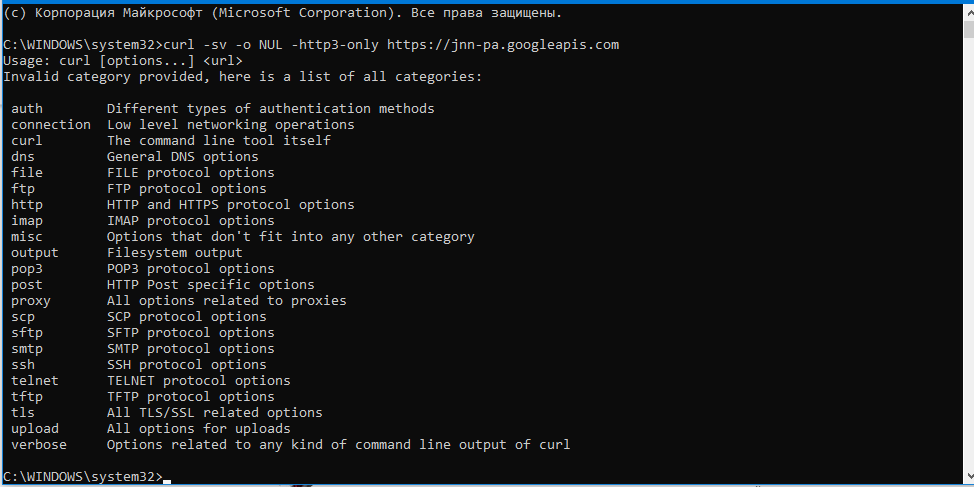 (c) Корпорация Майкрософт (Microsoft Corporation). Все права защищены.
C:\WINDOWS\system32>curl -sv -o NUL -http3-only https://jnn-pa.googleapis.com
Usage: curl [options...] <url>
Invalid category provided, here is a list of all categories:
auth        Different types of authentication methods
connection  Low level networking operations
curl        The command line tool itself
dns         General DNS options
file        FILE protocol options
ftp         FTP protocol options
http        HTTP and HTTPS protocol options
imap        IMAP protocol options
misc        Options that don't fit into any other category
output      Filesystem output
pop3        POP3 protocol options
post        HTTP Post specific options
proxy       All options related to proxies
scp         SCP protocol options
sftp        SFTP protocol options
smtp        SMTP protocol options
ssh         SSH protocol options
telnet      TELNET protocol options
tftp        TFTP protocol options
tls         All TLS/SSL related options
upload      All options for uploads
verbose     Options related to any kind of command line output of curl
C:\WINDOWS\system32>